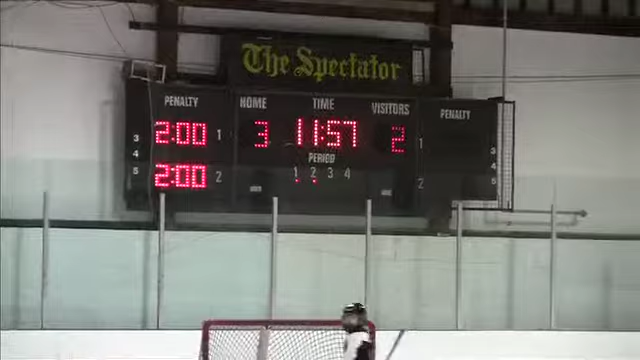 The Spectator
PENALTY HOME TIME VISITORS PENALTY
2:00 1 3 11:57 2 1
PERIOD
2:00 2 1 2 3 4 2
3
4
5
3
4
5